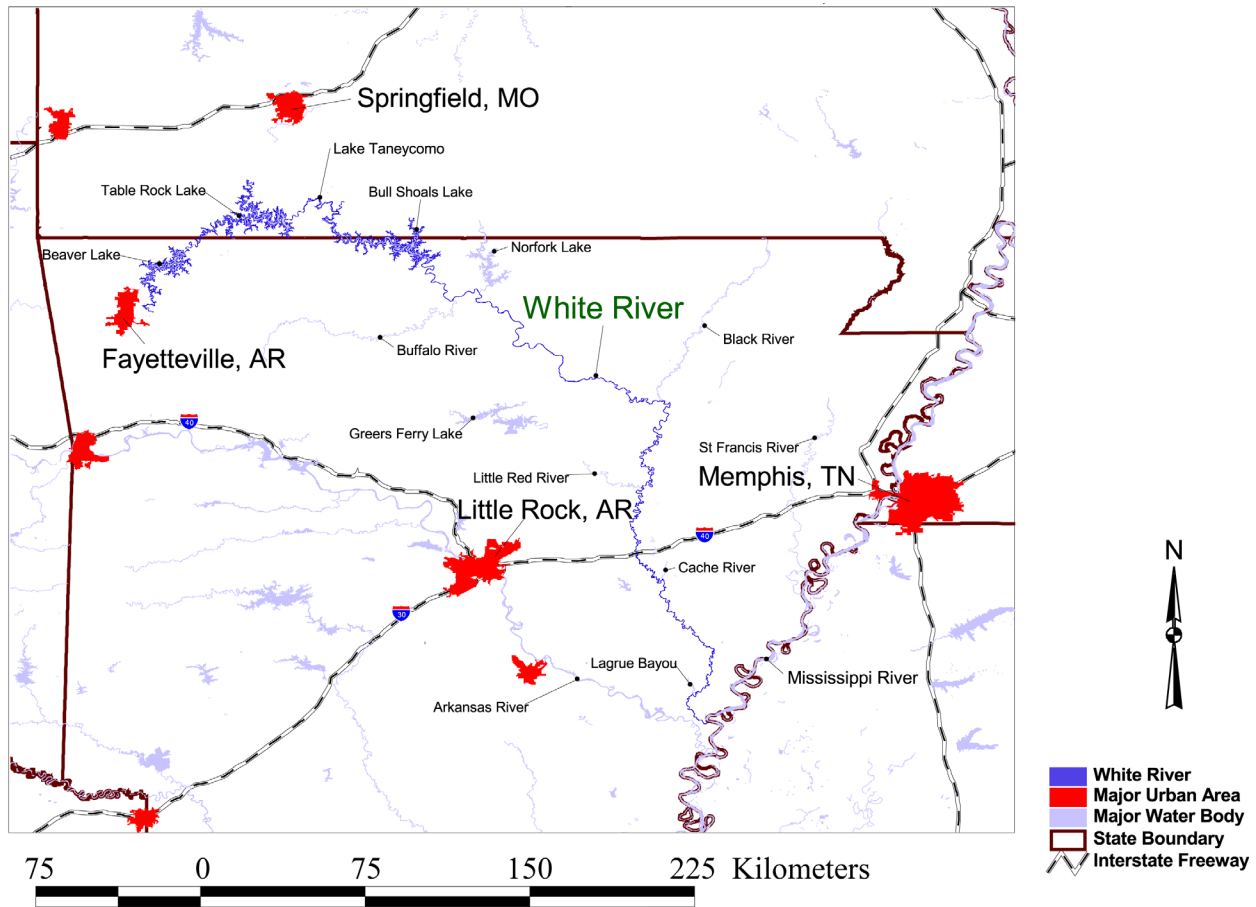 Springfield, MO
Lake Taneycomo
Table Rock Lake
Bull Shoals Lake
Beaver Lake
Norfork Lake
White River
Black River
Buffalo River
Fayetteville, AR
40
Greers Ferry Lake
St Francis River
Little Red River
Memphis, TN
Little Rock, AR
40
Cache River
30
Lagrue Bayou
Mississippi River
Arkansas River
N
White River
Major Urban Area
Major Water Body
State Boundary
Interstate Freeway
75 0 75 150 225 Kilometers